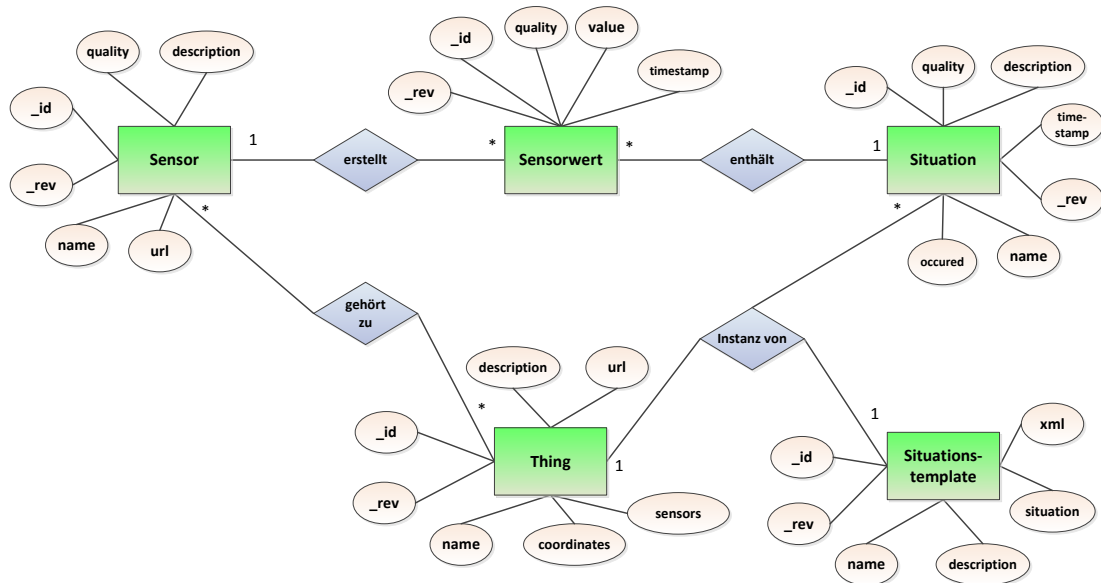 quality
description
_id
_rev
Sensor
name
url
1
erstellt
*
_id
quality
value
timestamp
_rev
Sensorwert
*
enthält
1
_id
quality
description
time-
stamp
_rev
Situation
name
occured
*
*
gehört
zu
*
Instanz von
1
1
description
url
_id
_rev
Thing
name
coordinates
sensors
_id
_rev
Situations-
template
xml
situation
name
description